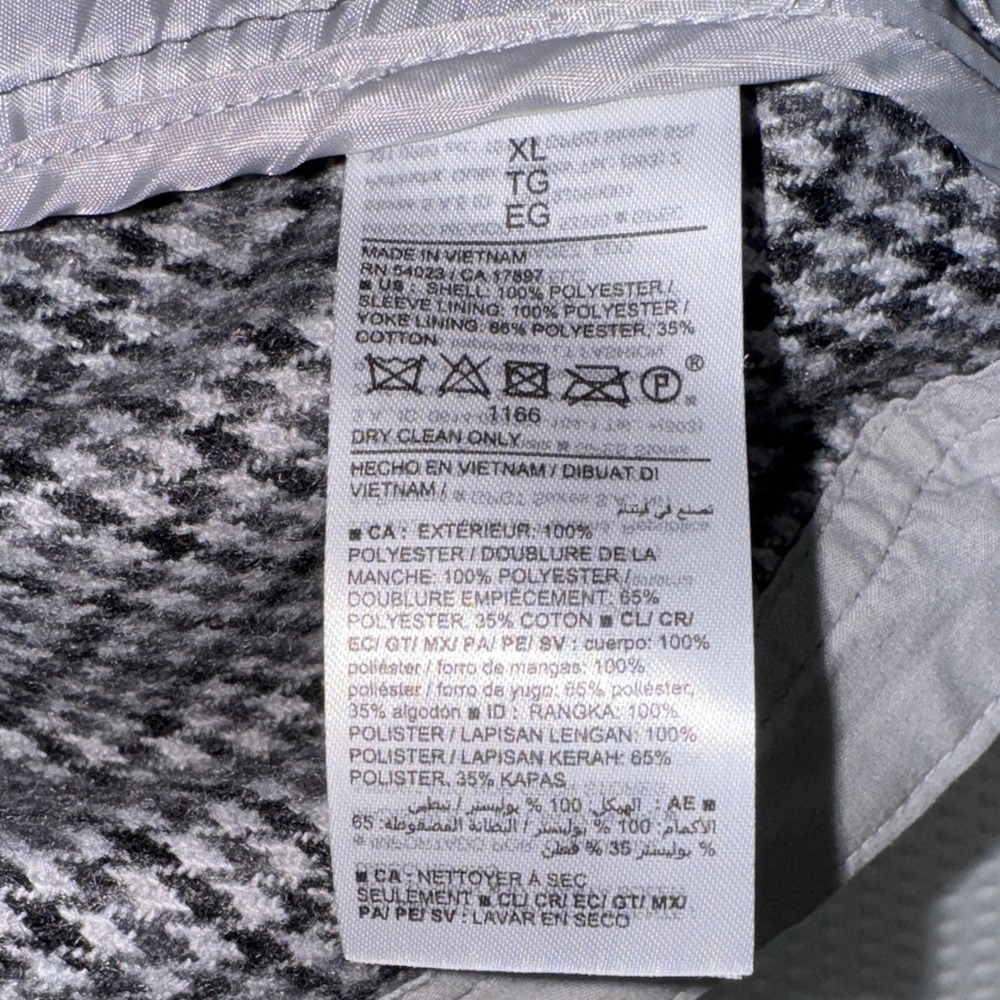 XL
TG
EG
MADE IN VIETNAM
RN 54023 / CA 17897
■ US : SHELL: 100% POLYESTER /
SLEEVE LINING: 100% POLYESTER /
YOKE LINING: 65% POLYESTER, 35%
COTTON
P ®
1166
DRY CLEAN ONLY
HECHO EN VIETNAM / DIBUAT DI
VIETNAM /
تصنع في فيتنام
■ CA : EXTÉRIEUR: 100%
POLYESTER / DOUBLURE DE LA
MANCHE: 100% POLYESTER /
DOUBLURE EMPIÈCEMENT: 65%
POLYESTER, 35% COTON ■ CL/ CR/
EC/ GT/ MX/ PA/ PE/ SV : cuerpo: 100%
poliéster / forro de mangas: 100%
poliéster / forro de yugo: 65% poliéster,
35% algodón ■ ID : RANGKA: 100%
POLISTER / LAPISAN LENGAN: 100%
POLISTER / LAPISAN KERAH: 65%
POLISTER, 35% KAPAS
■ AE : الهيكل: 100 % بوليستر / تبطين
الأكمام: 100 % بوليستر / البطانة المضغوطة: 65
% بوليستر 35 % قطن
■ CA : NETTOYER À SEC
SEULEMENT ■ CL/ CR/ EC/ GT/ MX/
PA/ PE/ SV : LAVAR EN SECO